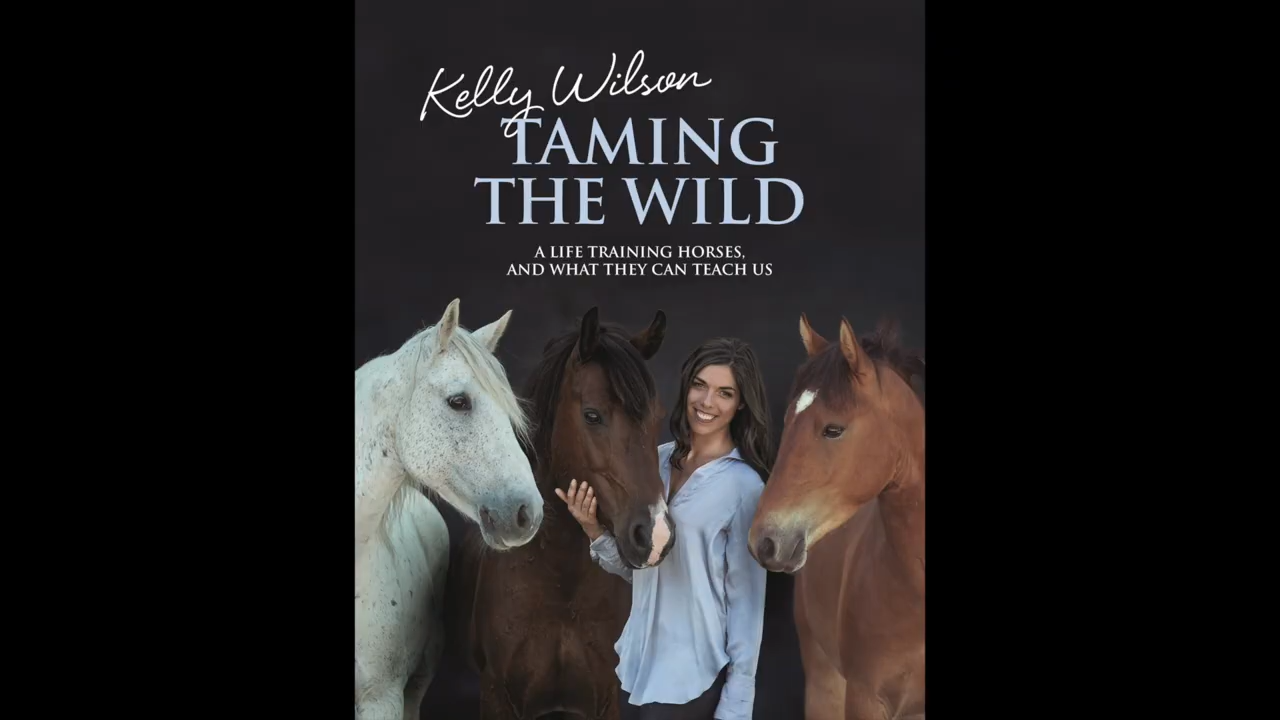 Kelly Wilson
TAMING
THE WILD
A LIFE TRAINING HORSES,
AND WHAT THEY CAN TEACH US